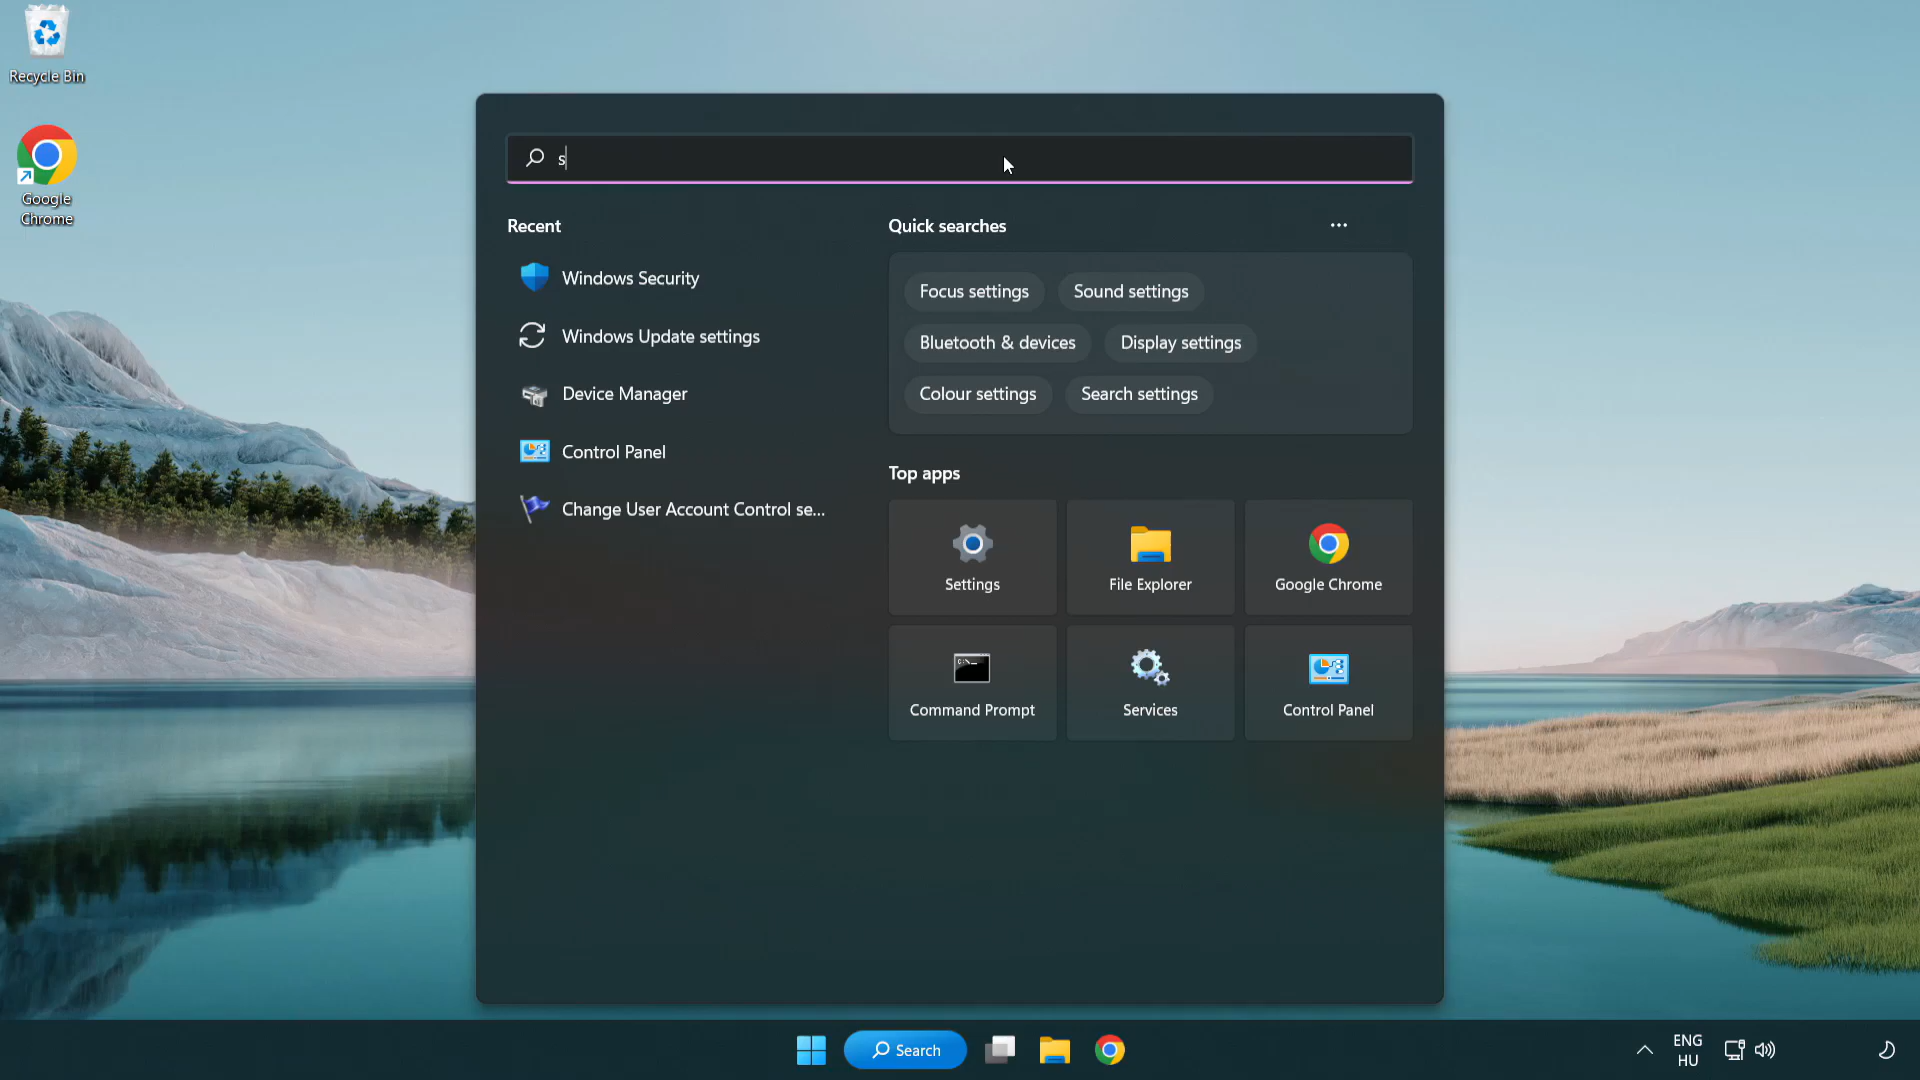 Recycle Bin
Google
Chrome
s
Recent
Quick searches
Windows Security
Windows Update settings
Device Manager
Control Panel
Change User Account Control se...
Focus settings
Sound settings
Bluetooth & devices
Display settings
Colour settings
Search settings
Top apps
Settings
File Explorer
Google Chrome
Command Prompt
Services
Control Panel
Search
ENG
HU